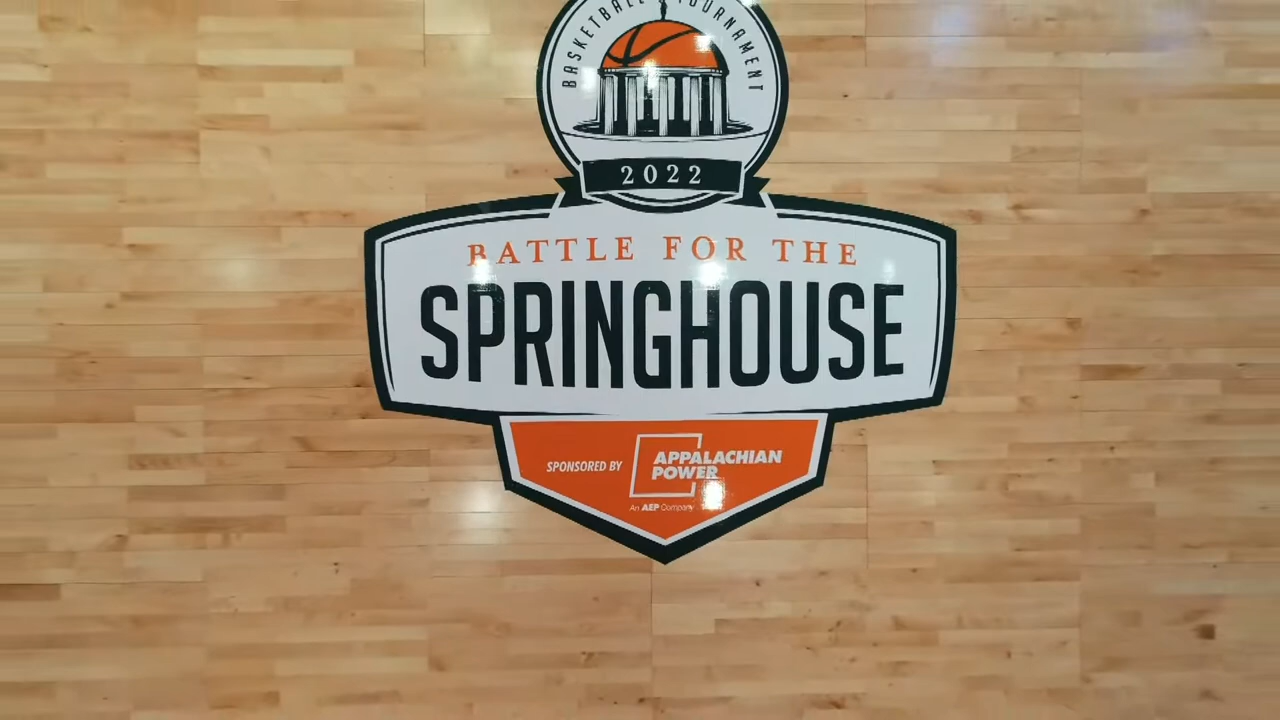 BASKETBALL TOURNAMENT
2022
BATTLE FOR THE
SPRINGHOUSE
SPONSORED BY
APPALACHIAN
POWER
An AEP Company